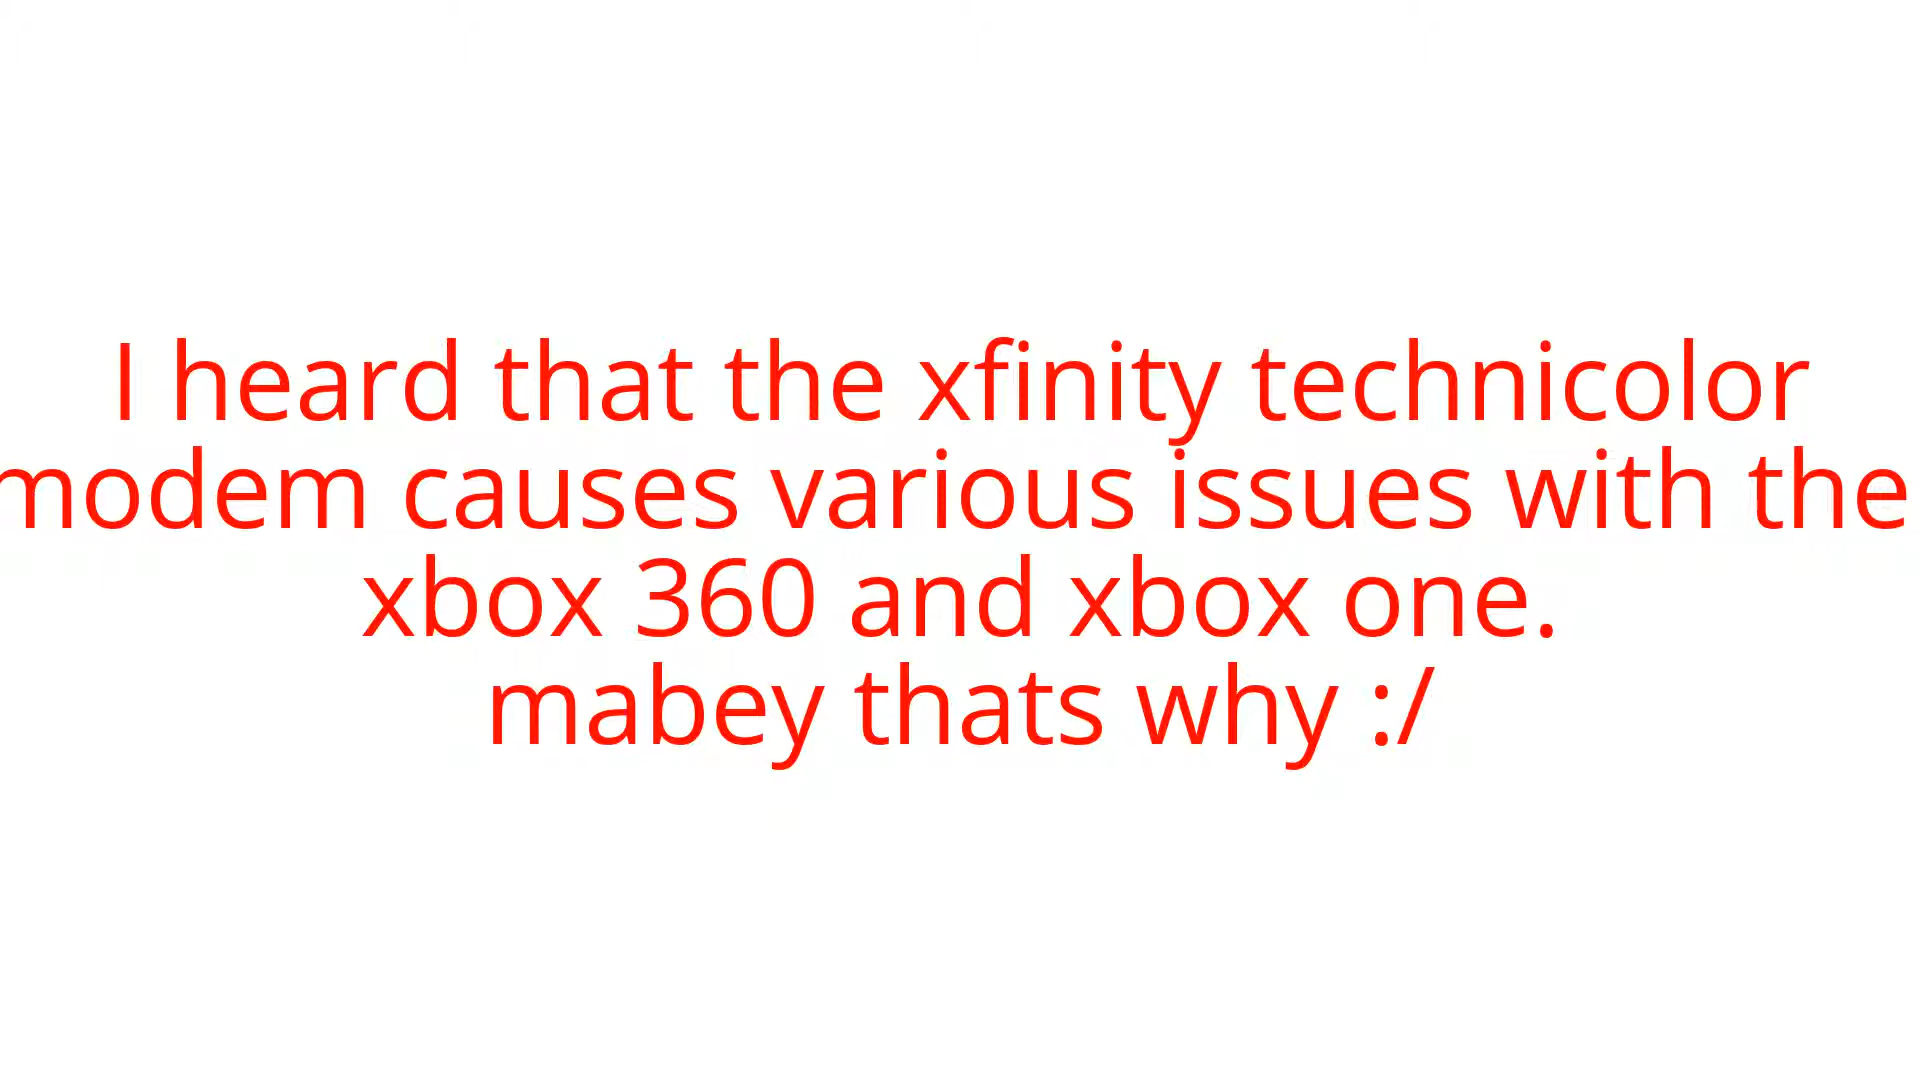 I heard that the xfinity technicolor
modem causes various issues with the
xbox 360 and xbox one.
mabey thats why :/